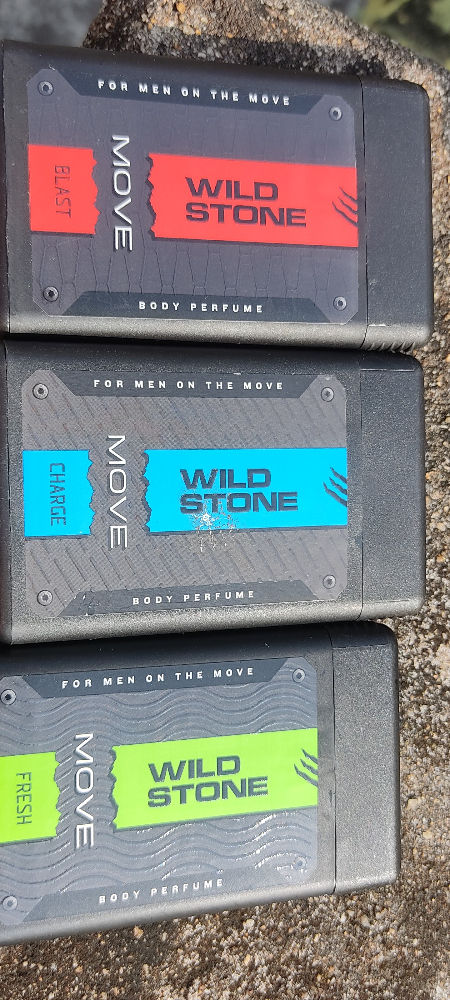 FOR MEN ON THE MOVE
BLAST
MOVE
WILD
STONE
BODY PERFUME
FOR MEN ON THE MOVE
CHARGE
MOVE
WILD
STONE
BODY PERFUME
FOR MEN ON THE MOVE
FRESH
MOVE
WILD
STONE
BODY PERFUME